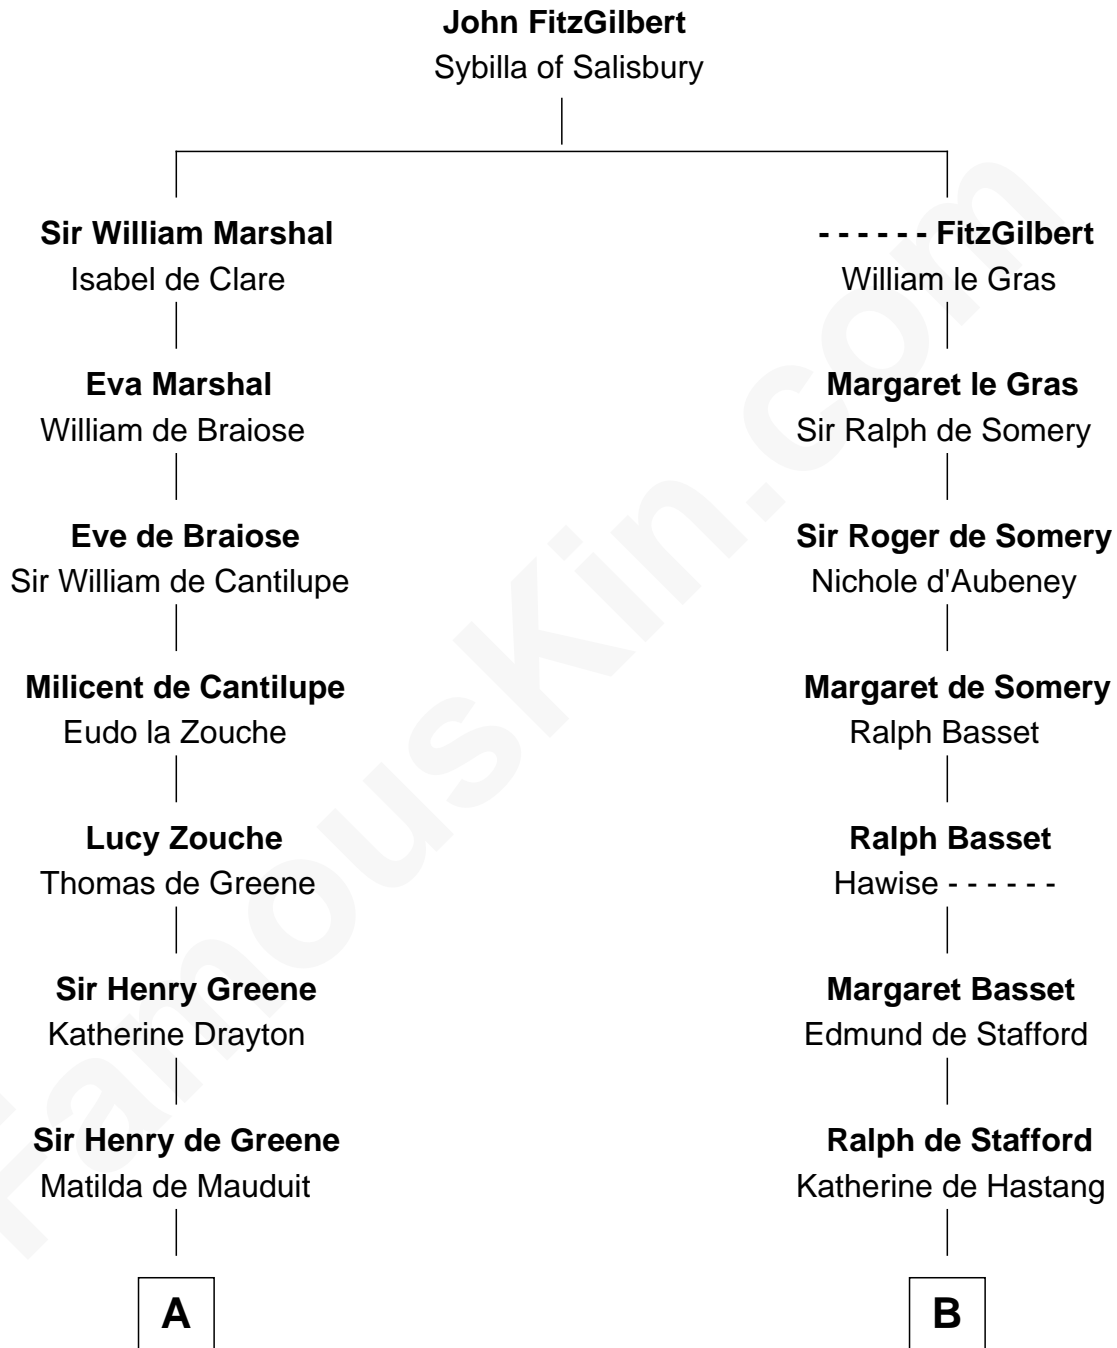 John FitzGilbert
Sybilla of Salisbury
Sir William Marshal
Isabel de Clare
Eva Marshal
William de Braiose
Eve de Braiose
Sir William de Cantilupe
Milicent de Cantilupe
Eudo la Zouche
Lucy Zouche
Thomas de Greene
Sir Henry Greene
Katherine Drayton
Sir Henry de Greene
Matilda de Mauduit
A
- - - - - - FitzGilbert
William le Gras
Margaret le Gras
Sir Ralph de Somery
Sir Roger de Somery
Nichole d'Aubeney
Margaret de Somery
Ralph Basset
Ralph Basset
Hawise - - - - - -
Margaret Basset
Edmund de Stafford
Ralph de Stafford
Katherine de Hastang
B
FamousKin.com